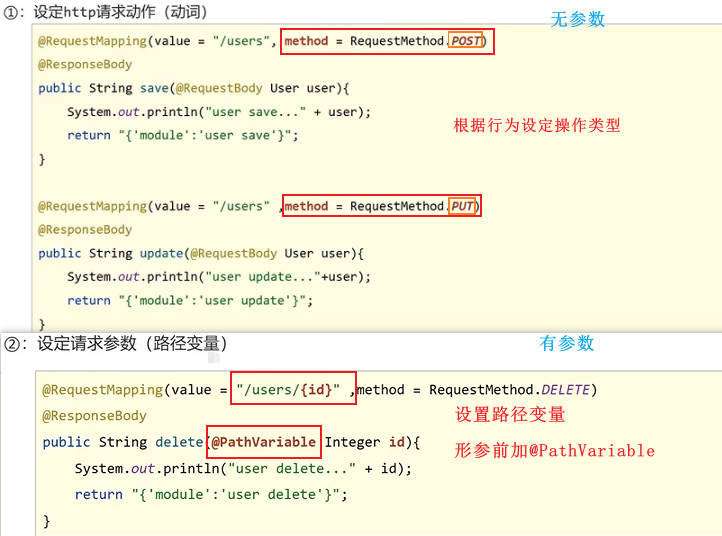 ①：设定http请求动作（动词）
无参数
@RequestMapping(value = "/users", method = RequestMethod.POST)
@ResponseBody
public String save(@RequestBody User user){
System.out.println("user save..." + user);
根据行为设定操作类型
return "{'module':'user save'}";
}
@RequestMapping(value = "/users" ,method = RequestMethod.PUT)
@ResponseBody
public String update(@RequestBody User user){
System.out.println("user update..."+user);
return "{'module':'user update'}";
}
②：设定请求参数（路径变量）
有参数
@RequestMapping(value = "/users/{id}" ,method = RequestMethod.DELETE)
@ResponseBody
设置路径变量
public String delete(@PathVariable Integer id){
形参前加@PathVariable
System.out.println("user delete..." + id);
return "{'module':'user delete'}";
}